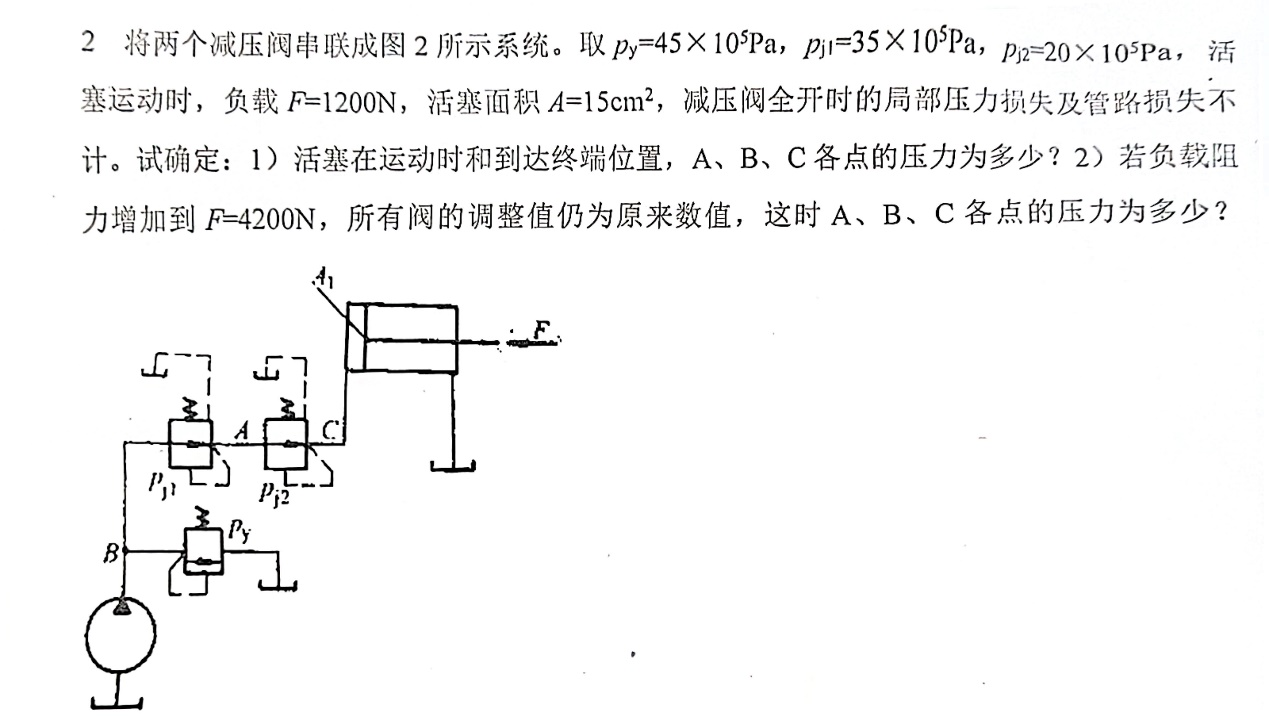 2 将两个减压阀串联成图 2 所示系统。取 py=45×10⁵Pa，pj1=35×10⁵Pa，pj2=20×10⁵Pa，活
塞运动时，负载 F=1200N，活塞面积 A=15cm²，减压阀全开时的局部压力损失及管路损失不
计。试确定：1）活塞在运动时和到达终端位置，A、B、C 各点的压力为多少？2）若负载阻
力增加到 F=4200N，所有阀的调整值仍为原来数值，这时 A、B、C 各点的压力为多少？
A1
F
A
C
pj1
pj2
py
B